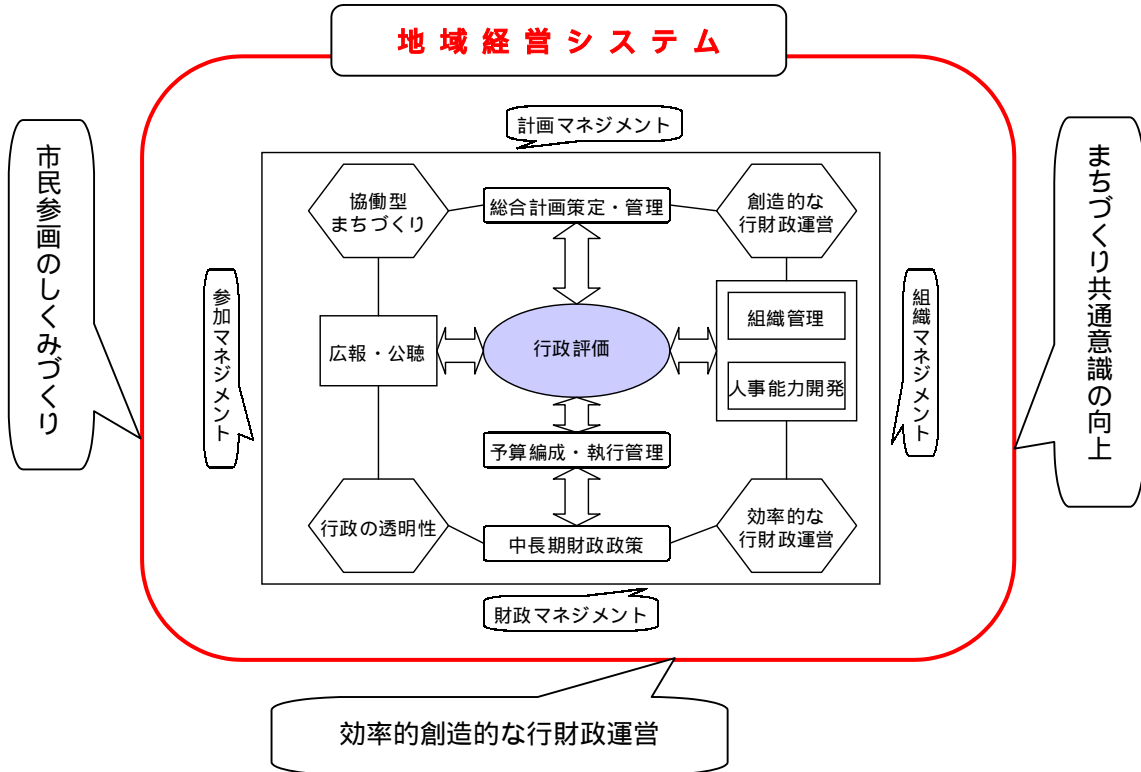 地域経営システム
計画マネジメント
市民参画のしくみづくり
まちづくり共通意識の向上
協働型
まちづくり
総合計画策定・管理
創造的な
行財政運営
参加マネジメント
組織マネジメント
広報・公聴
行政評価
組織管理
人事能力開発
予算編成・執行管理
行政の透明性
中長期財政政策
効率的な
行財政運営
財政マネジメント
効率的創造的な行財政運営